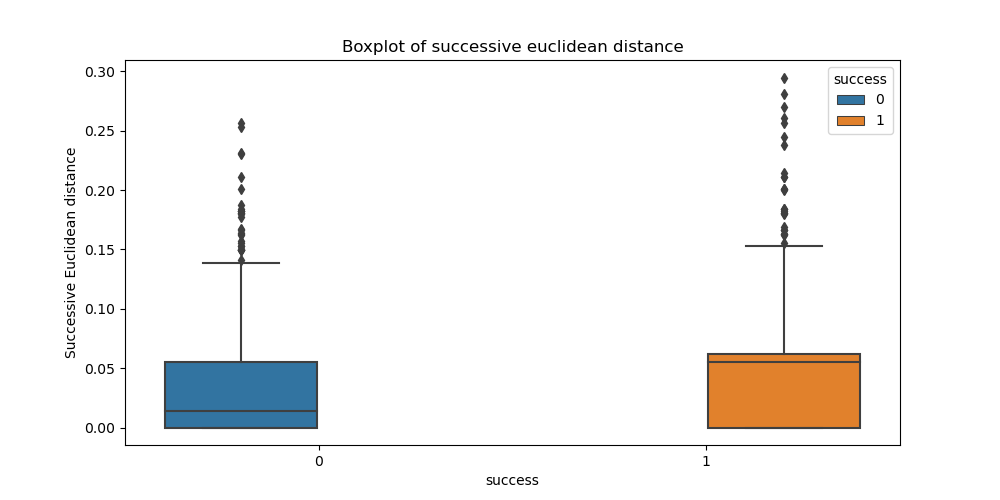 Boxplot of successive euclidean distance
success
0
1
0.30
0.25
0.20
0.15
0.10
0.05
0.00
Successive Euclidean distance
0
1
success